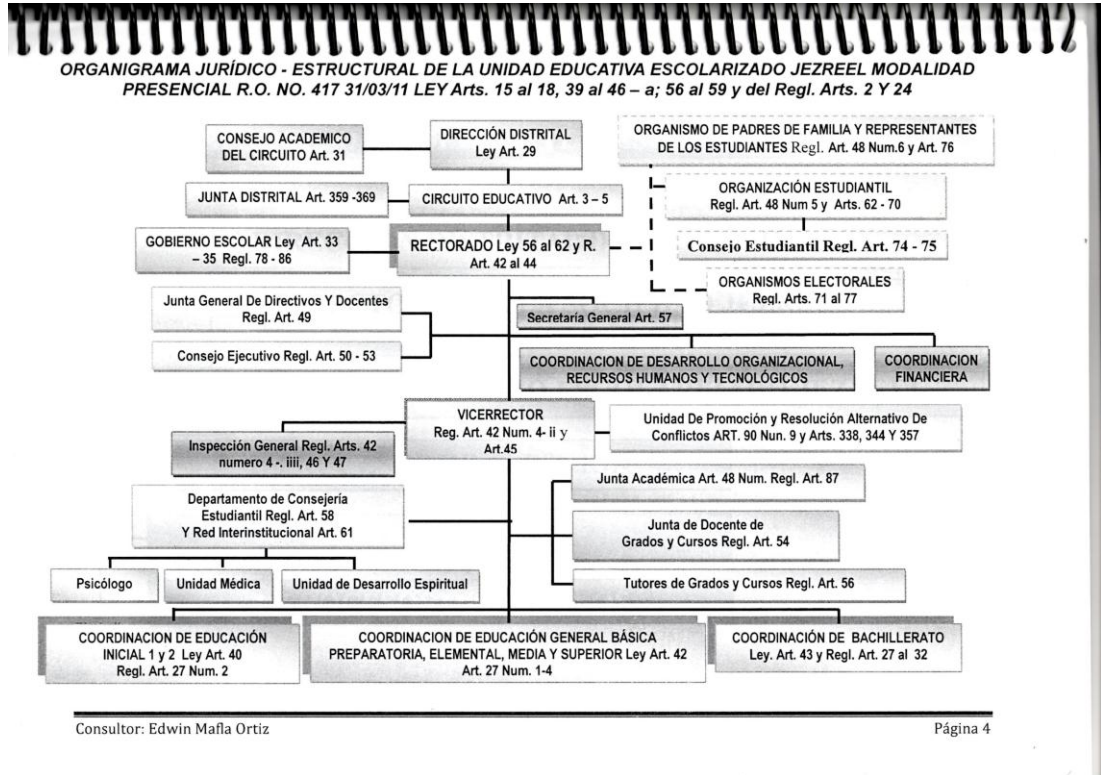 ORGANIGRAMA JURÍDICO - ESTRUCTURAL DE LA UNIDAD EDUCATIVA ESCOLARIZADO JEZREEL MODALIDAD
PRESENCIAL R.O. NO. 417 31/03/11 LEY Arts. 15 al 18, 39 al 46 – a; 56 al 59 y del Regl. Arts. 2 Y 24
CONSEJO ACADEMICO
DEL CIRCUITO Art. 31
DIRECCIÓN DISTRITAL
Ley Art. 29
ORGANISMO DE PADRES DE FAMILIA Y REPRESENTANTES
DE LOS ESTUDIANTES Regl. Art. 48 Num.6 y Art. 76
JUNTA DISTRITAL Art. 359 -369
CIRCUITO EDUCATIVO Art. 3 – 5
ORGANIZACIÓN ESTUDIANTIL
Regl. Art. 48 Num 5 y Arts. 62 - 70
GOBIERNO ESCOLAR Ley Art. 33
– 35 Regl. 78 - 86
RECTORADO Ley 56 al 62 y R.
Art. 42 al 44
Consejo Estudiantil Regl. Art. 74 - 75
ORGANISMOS ELECTORALES
Regl. Arts. 71 al 77
Junta General De Directivos Y Docentes
Regl. Art. 49
Secretaría General Art. 57
Consejo Ejecutivo Regl. Art. 50 - 53
COORDINACION DE DESARROLLO ORGANIZACIONAL,
RECURSOS HUMANOS Y TECNOLÓGICOS
COORDINACION
FINANCIERA
VICERRECTOR
Reg. Art. 42 Num. 4- ii y
Art.45
Unidad De Promoción y Resolución Alternativo De
Conflictos ART. 90 Nun. 9 y Arts. 338, 344 Y 357
Inspección General Regl. Arts. 42
numero 4 -. iiii, 46 Y 47
Junta Académica Art. 48 Num. Regl. Art. 87
Departamento de Consejería
Estudiantil Regl. Art. 58
Y Red Interinstitucional Art. 61
Junta de Docente de
Grados y Cursos Regl. Art. 54
Psicólogo
Unidad Médica
Unidad de Desarrollo Espiritual
Tutores de Grados y Cursos Regl. Art. 56
COORDINACION DE EDUCACIÓN
INICIAL 1 y 2 Ley Art. 40
Regl. Art. 27 Num. 2
COORDINACION DE EDUCACIÓN GENERAL BÁSICA
PREPARATORIA, ELEMENTAL, MEDIA Y SUPERIOR Ley Art. 42
Art. 27 Num. 1-4
COORDINACIÓN DE BACHILLERATO
Ley. Art. 43 y Regl. Art. 27 al 32
Consultor: Edwin Mafla Ortiz
Página 4